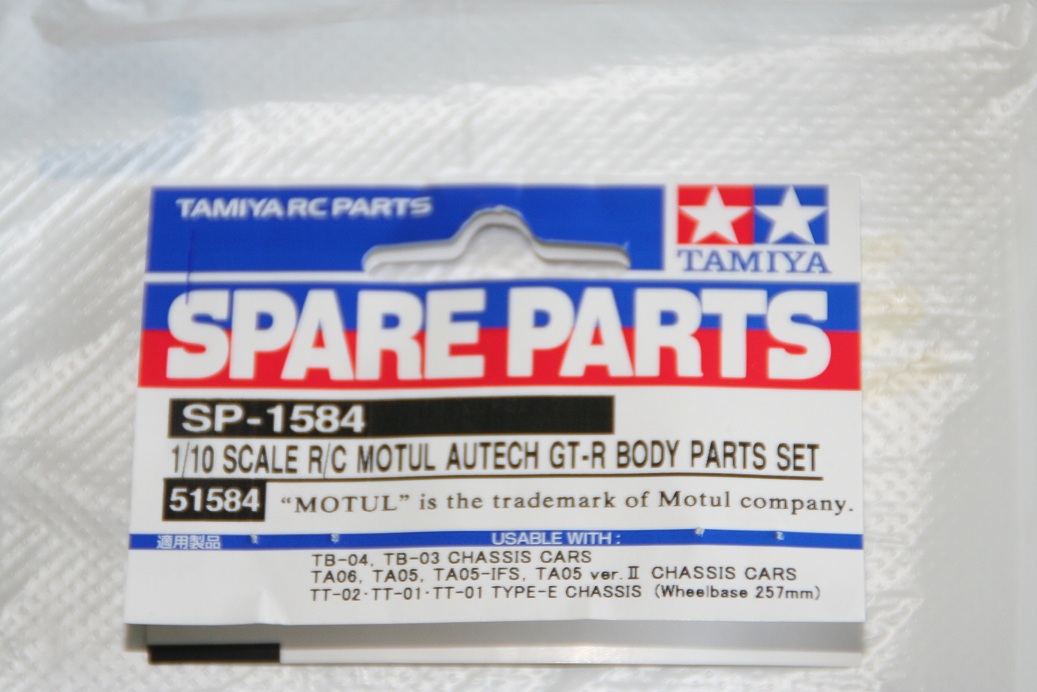 TAMIYA RC PARTS
TAMIYA
SPARE PARTS
SP-1584
1/10 SCALE R/C MOTUL AUTECH GT-R BODY PARTS SET
51584 "MOTUL" is the trademark of Motul company.
適用製品 USABLE WITH :
TB-04, TB-03 CHASSIS CARS
TA06, TA05, TA05-IFS, TA05 ver.Ⅱ CHASSIS CARS
TT-02・TT-01・TT-01 TYPE-E CHASSIS (Wheelbase 257mm)